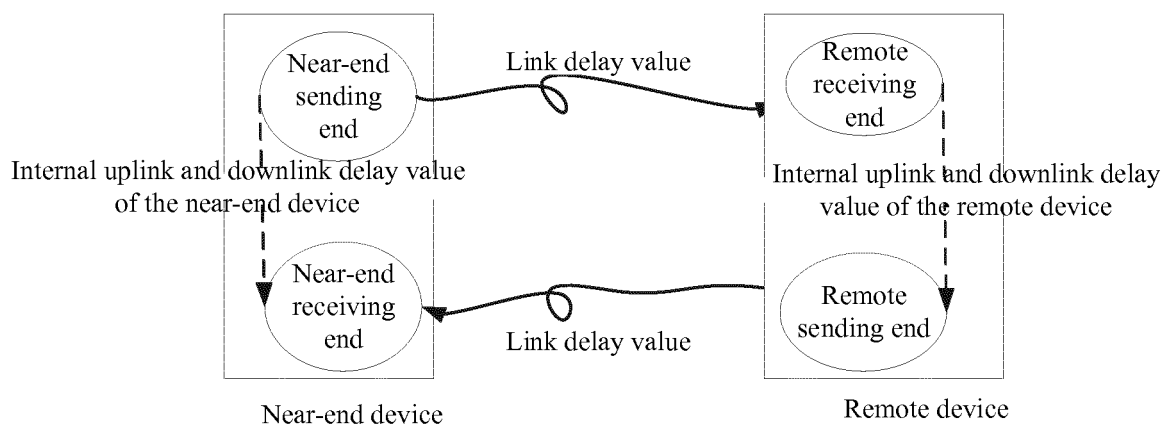 Near-end
sending
end
Link delay value
Remote
receiving
end
Internal uplink and downlink delay value
of the near-end device
Internal uplink and downlink delay
value of the remote device
Near-end
receiving
end
Link delay value
Remote
sending end
Near-end device
Remote device